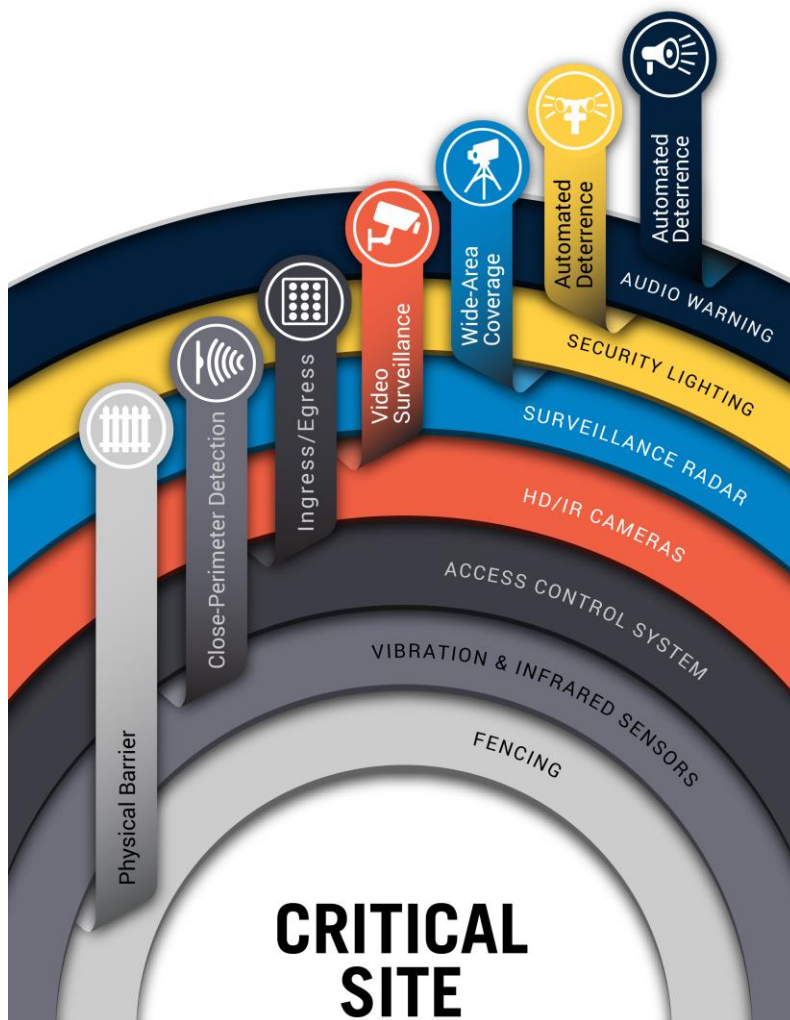 Automated
Deterrence
Automated
Deterrence
Wide-Area
Coverage
Video
Surveillance
Ingress/Egress
Close-Perimeter Detection
Physical Barrier
AUDIO WARNING
SECURITY LIGHTING
SURVEILLANCE RADAR
HD/IR CAMERAS
ACCESS CONTROL SYSTEM
VIBRATION & INFRARED SENSORS
FENCING
CRITICAL
SITE